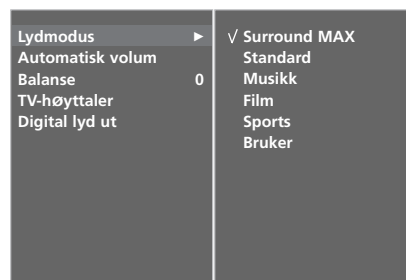 Lydmodus ►
Automatisk volum
Balanse 0
TV-høyttaler
Digital lyd ut
√ Surround MAX
Standard
Musikk
Film
Sports
Bruker